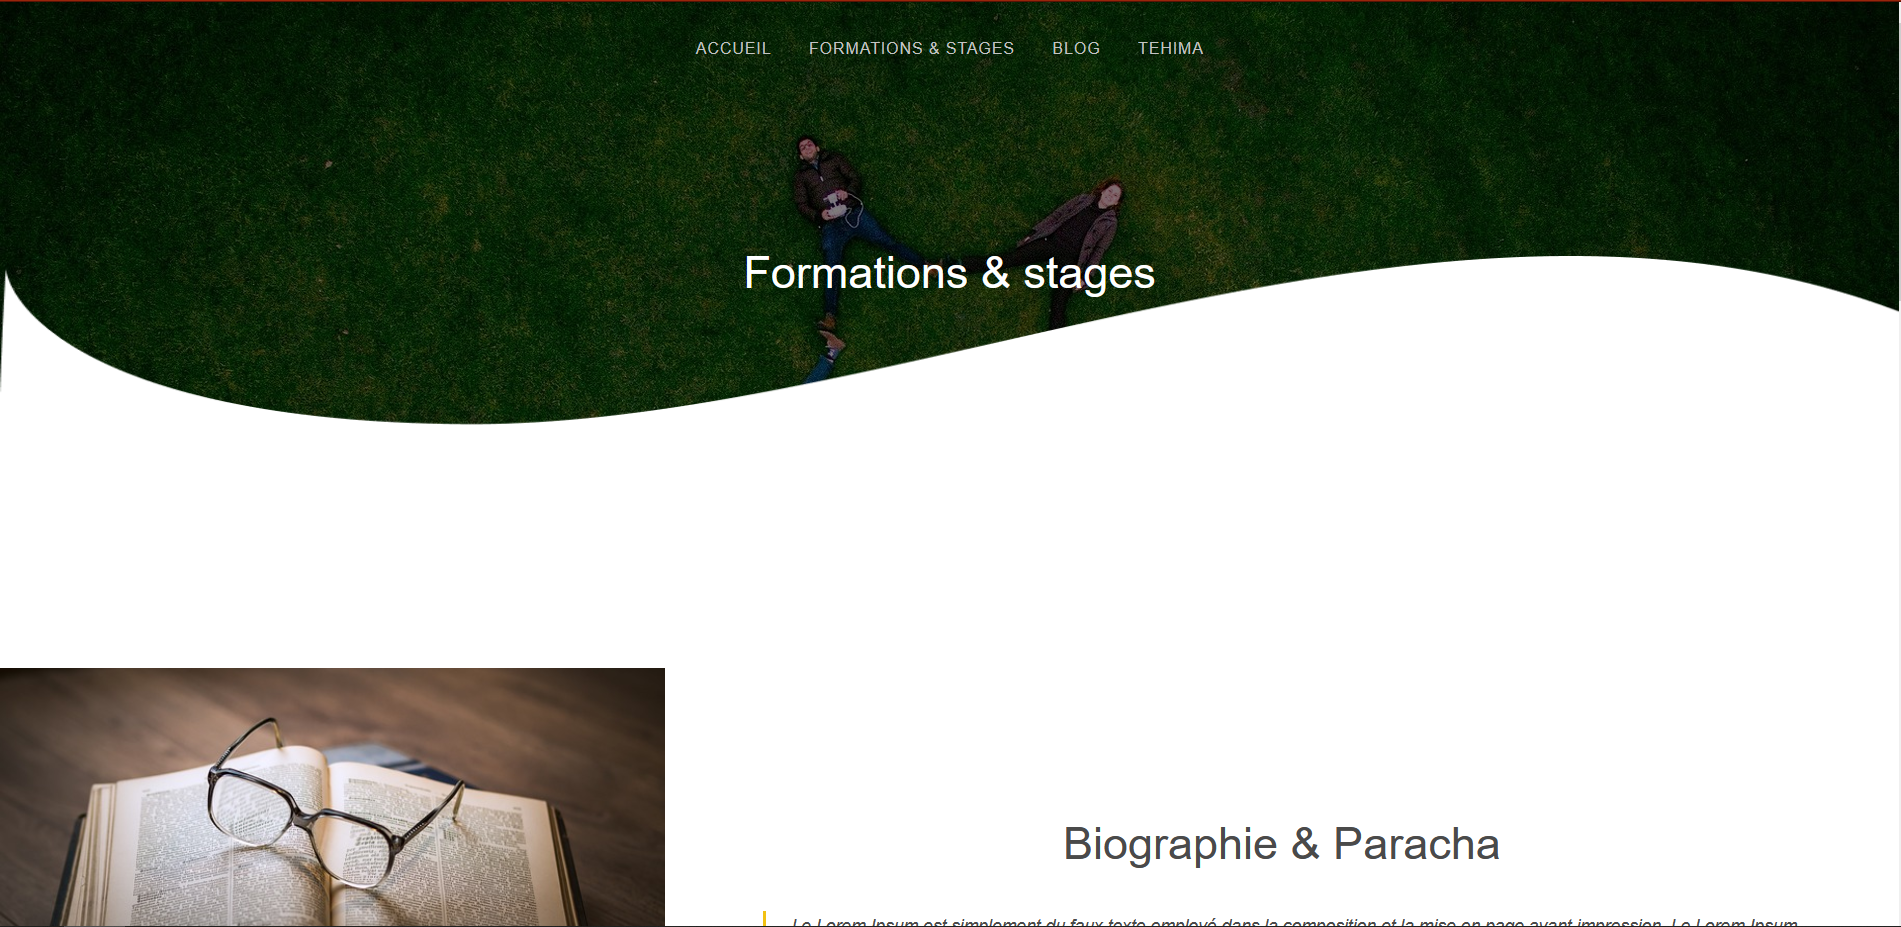 ACCUEIL FORMATIONS & STAGES BLOG TEHIMA
Formations & stages
Biographie & Paracha
Le Lorem Ipsum est simplement du faux texte employé dans la composition et la mise en page avant impression. Le Lorem Ipsum